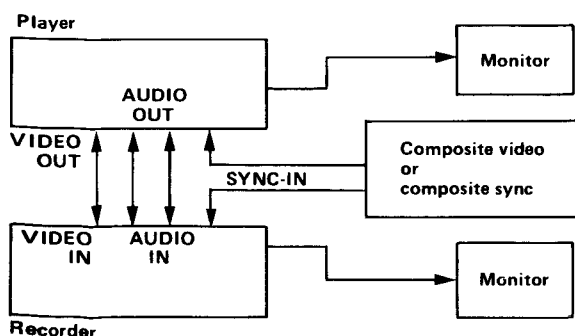 Player
Monitor
AUDIO
OUT
VIDEO
OUT
Composite video
or
composite sync
SYNC-IN
VIDEO
IN
AUDIO
IN
Monitor
Recorder